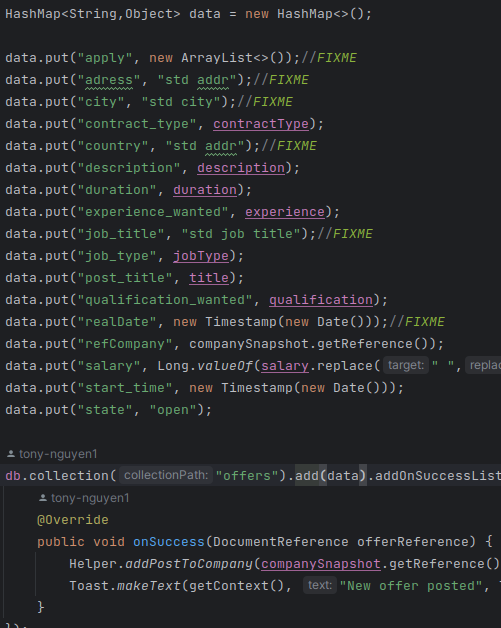 HashMap<String,Object> data = new HashMap<>();
data.put("apply", new ArrayList<>());//FIXME
data.put("adress", "std addr");//FIXME
data.put("city", "std city");//FIXME
data.put("contract_type", contractType);
data.put("country", "std addr");//FIXME
data.put("description", description);
data.put("duration", duration);
data.put("experience_wanted", experience);
data.put("job_title", "std job title");//FIXME
data.put("job_type", jobType);
data.put("post_title", title);
data.put("qualification_wanted", qualification);
data.put("realDate", new Timestamp(new Date()));//FIXME
data.put("refCompany", companySnapshot.getReference());
data.put("salary", Long.valueOf(salary.replace( target: " ", replac
data.put("start_time", new Timestamp(new Date()));
data.put("state", "open");
tony-nguyen1
db.collection( collectionPath: "offers").add(data).addOnSuccessList
tony-nguyen1
@Override
public void onSuccess(DocumentReference offerReference) {
Helper.addPostToCompany(companySnapshot.getReference()
Toast.makeText(getContext(), text: "New offer posted",
}